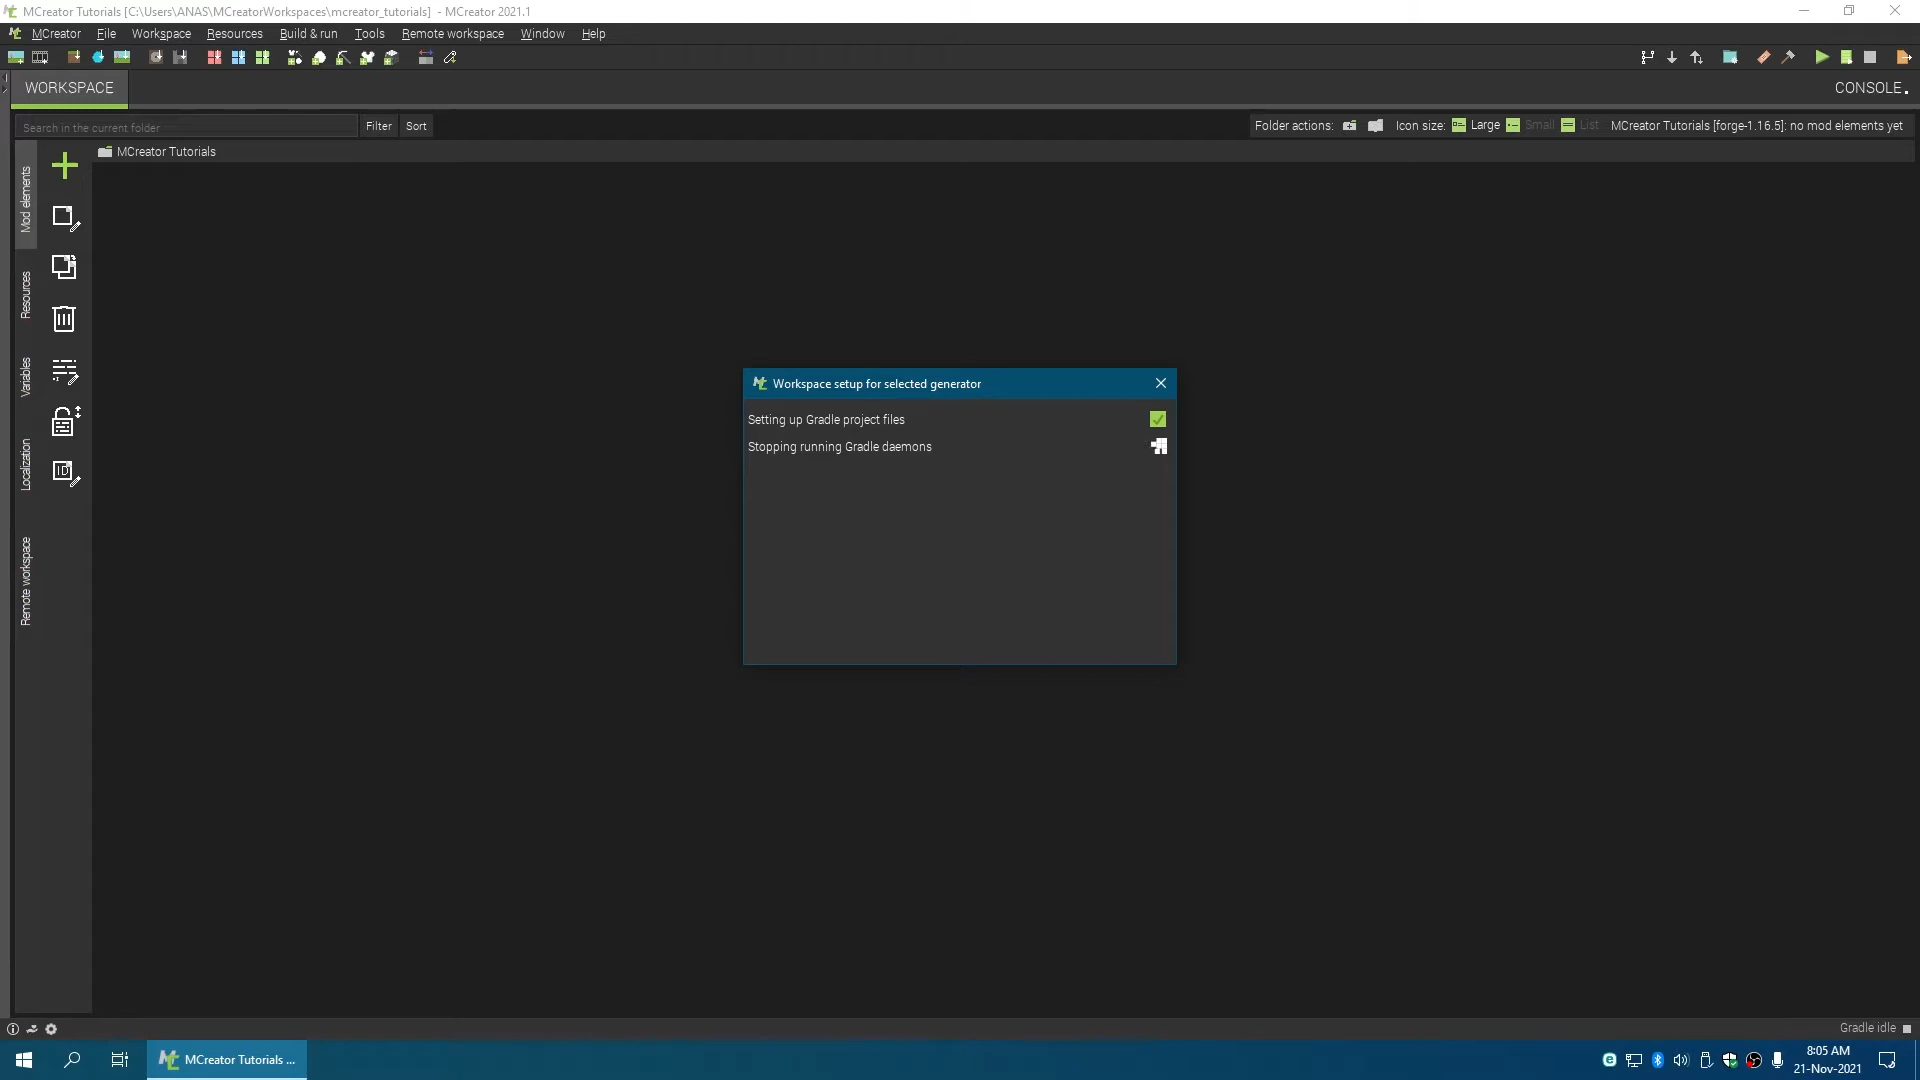 MCreator Tutorials [C:\Users\ANAS\MCreatorWorkspaces\mcreator_tutorials] - MCreator 2021.1
MCreator File Workspace Resources Build & run Tools Remote workspace Window Help
WORKSPACE
CONSOLE
Search in the current folder Filter Sort Folder actions: Icon size: Large Small List MCreator Tutorials [forge-1.16.5]: no mod elements yet
MCreator Tutorials
Mod elements
Resources
Variables
Localization
Remote workspace
ID
Workspace setup for selected generator
Setting up Gradle project files
Stopping running Gradle daemons
Gradle idle
MCreator Tutorials ...
8:05 AM
21-Nov-2021